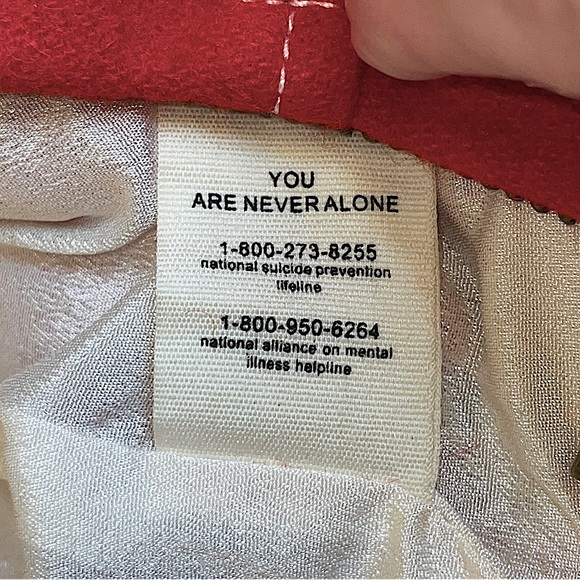 YOU
ARE NEVER ALONE
1-800-273-8255
national suicide prevention
lifeline
1-800-950-6264
national alliance on mental
illness helpline